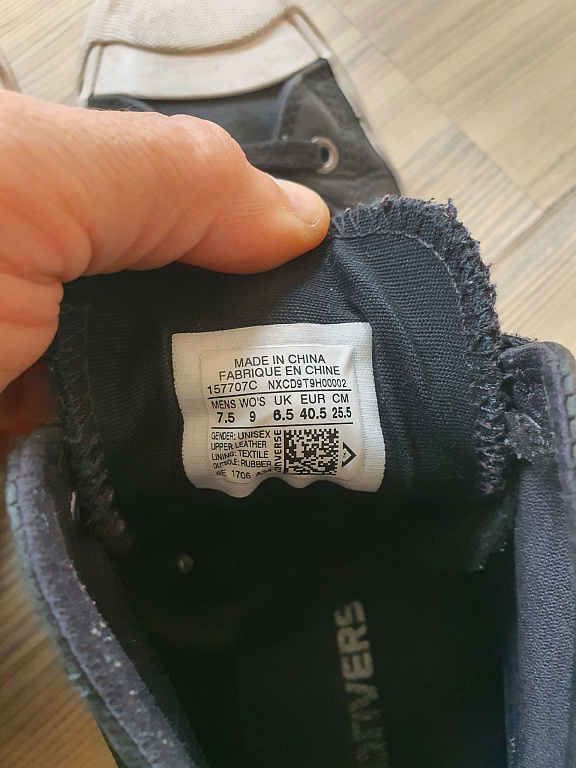 MADE IN CHINA
FABRIQUE EN CHINE
157707C NXCD9T9H00002
MENS WO'S UK EUR CM
7.5 9 6.5 40.5 25.5
GENDER: UNISEX
UPPER: LEATHER
LINING: TEXTILE
OUTSOLE: RUBBER
1706